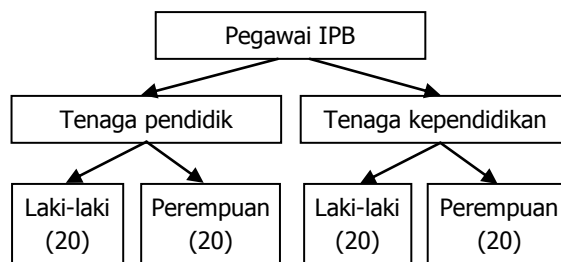 Pegawai IPB
Tenaga pendidik
Tenaga kependidikan
Laki-laki
(20)
Perempuan
(20)
Laki-laki
(20)
Perempuan
(20)